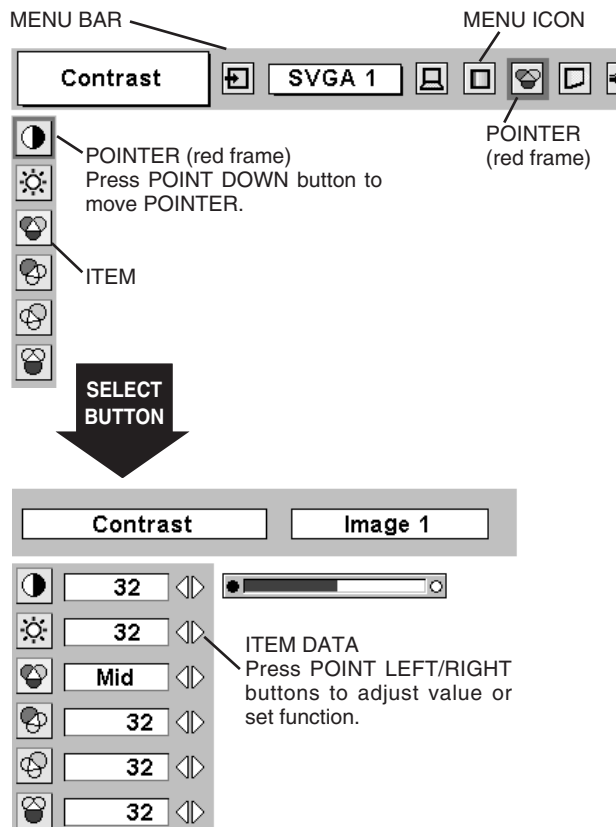 MENU BAR
MENU ICON
Contrast
SVGA 1
POINTER
(red frame)
POINTER (red frame)
Press POINT DOWN button to
move POINTER.
ITEM
SELECT
BUTTON
Contrast
Image 1
32
32
ITEM DATA
Press POINT LEFT/RIGHT
buttons to adjust value or
set function.
Mid
32
32
32